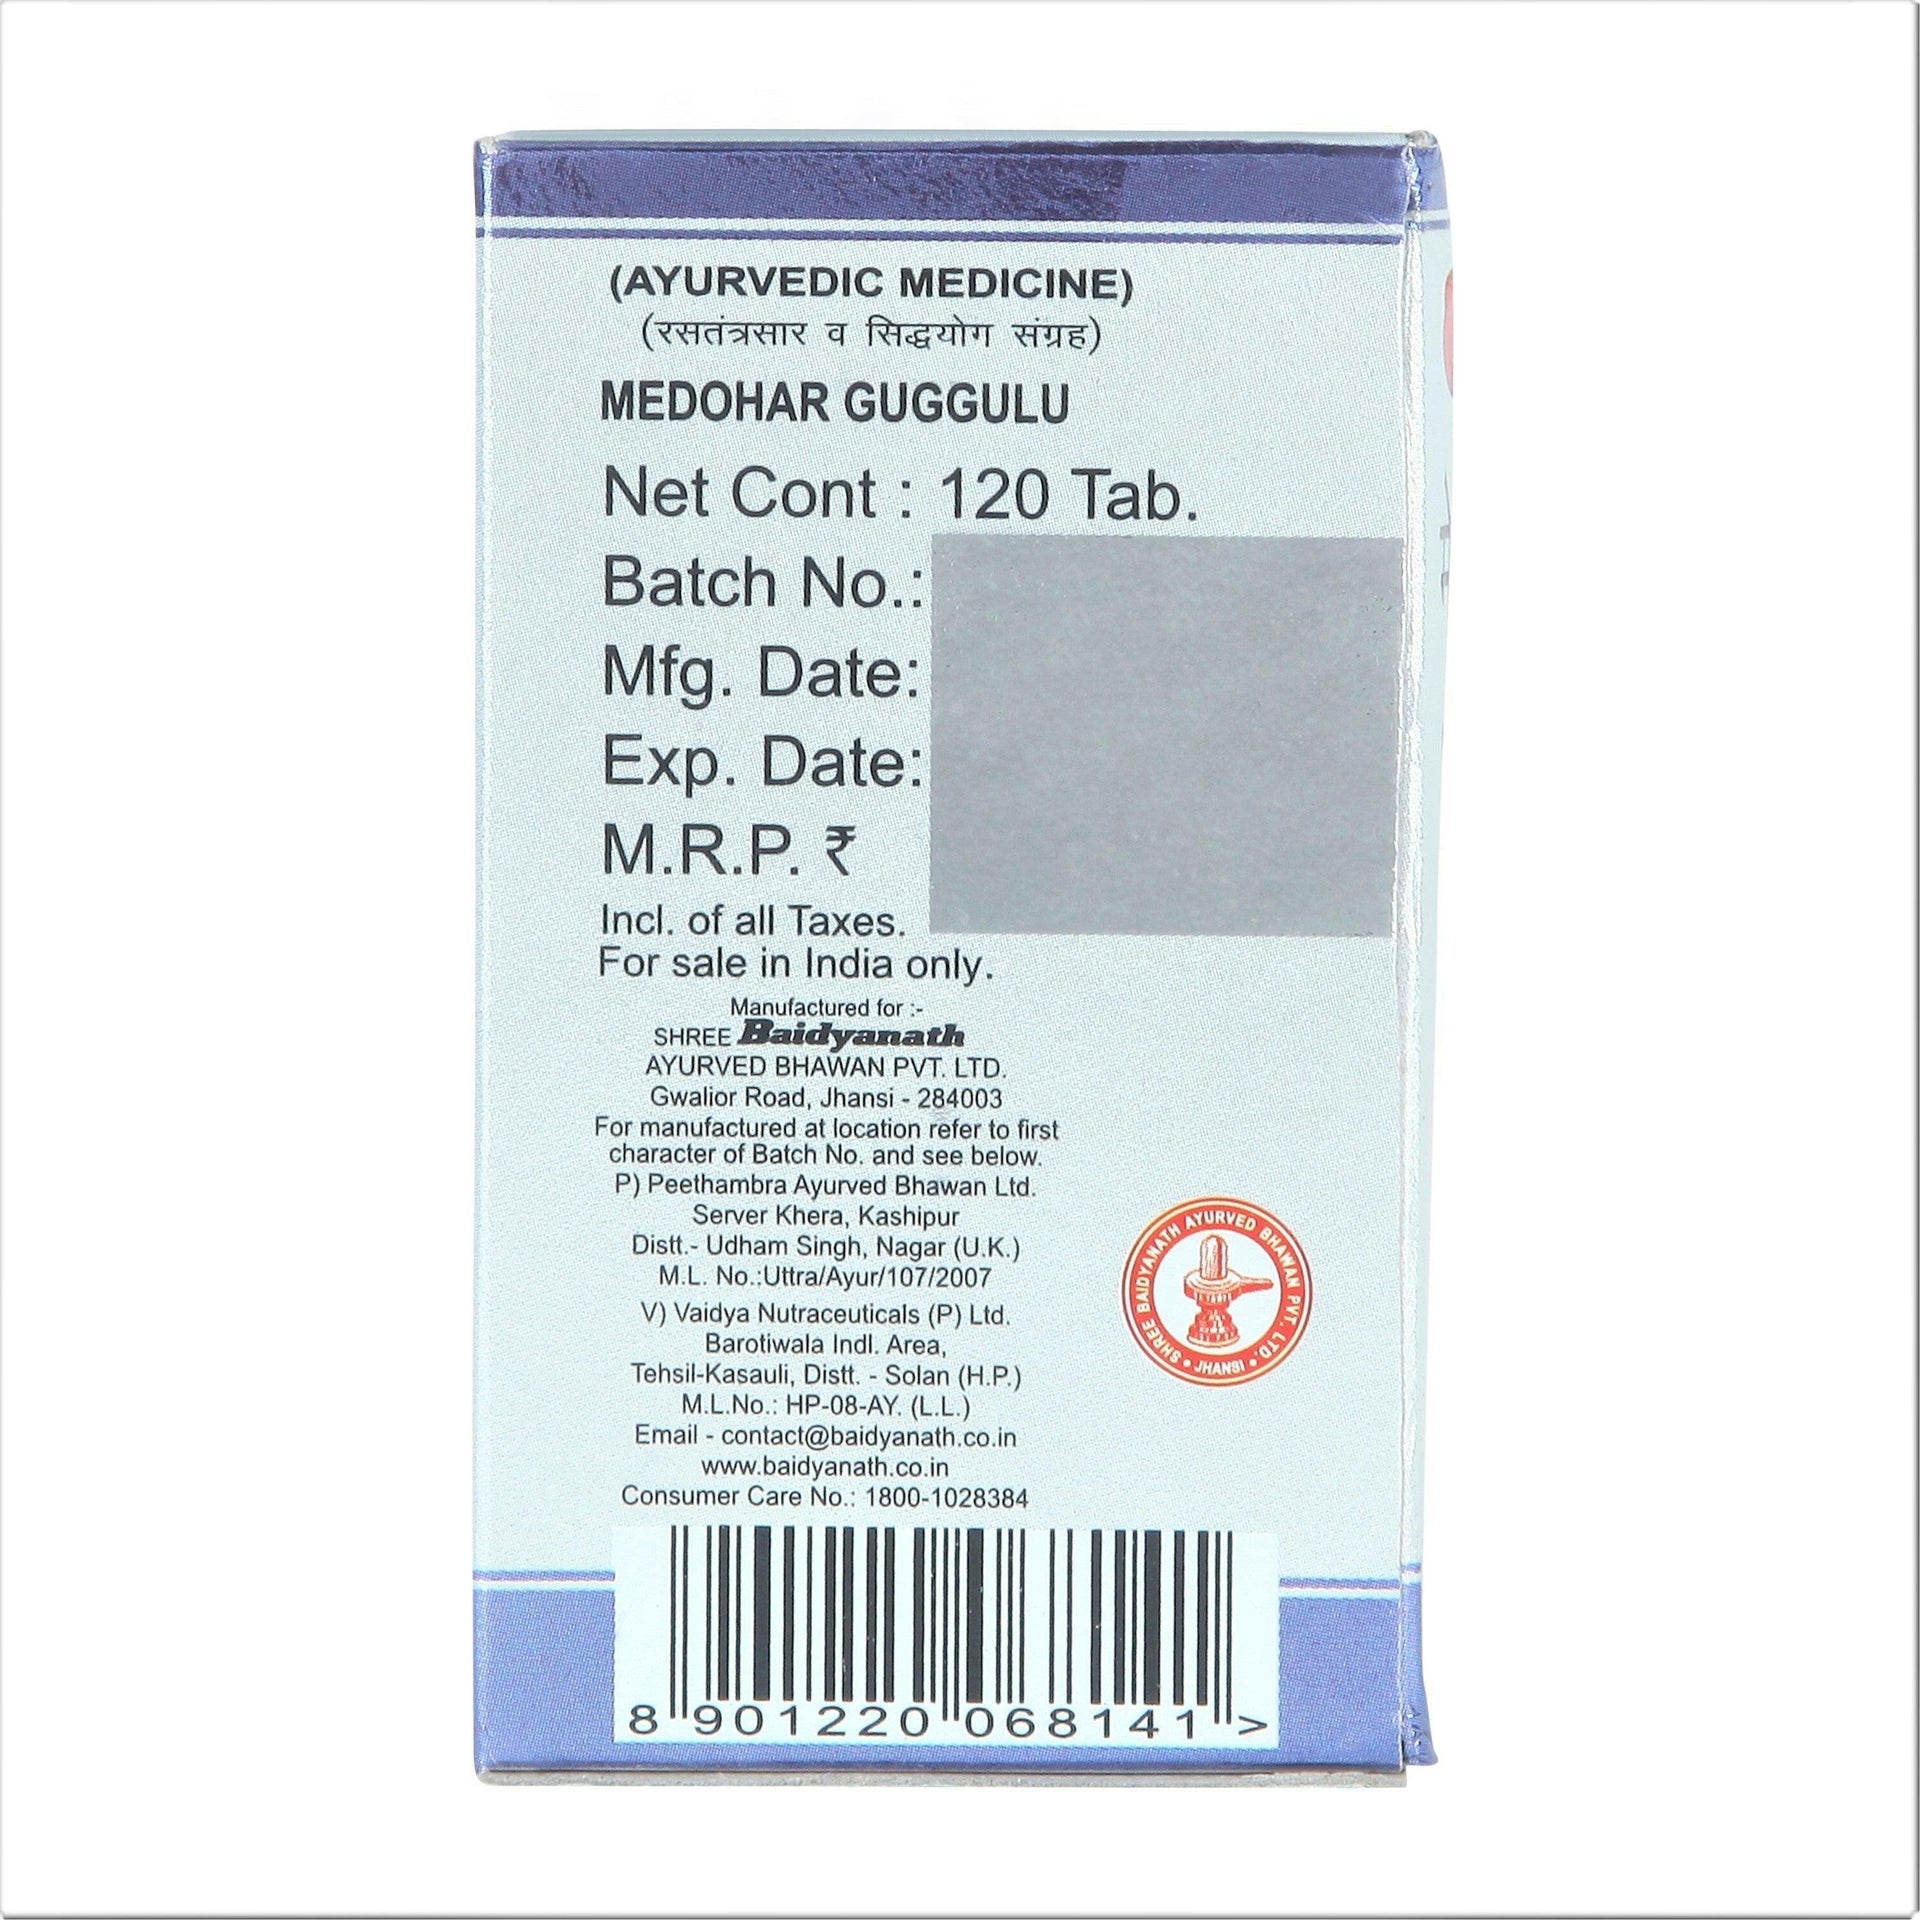 (AYURVEDIC MEDICINE)
(रसतंत्रसार व सिद्धयोग संग्रह)
MEDOHAR GUGGULU
Net Cont : 120 Tab.
Batch No.:
Mfg. Date:
Exp. Date:
M.R.P. ₹
Incl. of all Taxes.
For sale in India only.
Manufactured for :-
SHREE Baidyanath
AYURVED BHAWAN PVT. LTD.
Gwalior Road, Jhansi - 284003
For manufactured at location refer to first
character of Batch No. and see below.
P) Peethambra Ayurved Bhawan Ltd.
Server Khera, Kashipur
Distt.- Udham Singh, Nagar (U.K.)
M.L. No.:Uttra/Ayur/107/2007
V) Vaidya Nutraceuticals (P) Ltd.
Barotiwala Indl. Area,
Tehsil-Kasauli, Distt. - Solan (H.P.)
M.L.No.: HP-08-AY. (L.L.)
Email - contact@baidyanath.co.in
www.baidyanath.co.in
Consumer Care No.: 1800-1028384
SHREE BAIDYANATH AYURVED BHAWAN PVT. LTD.
• JHANSI •
8 901220 068141 >